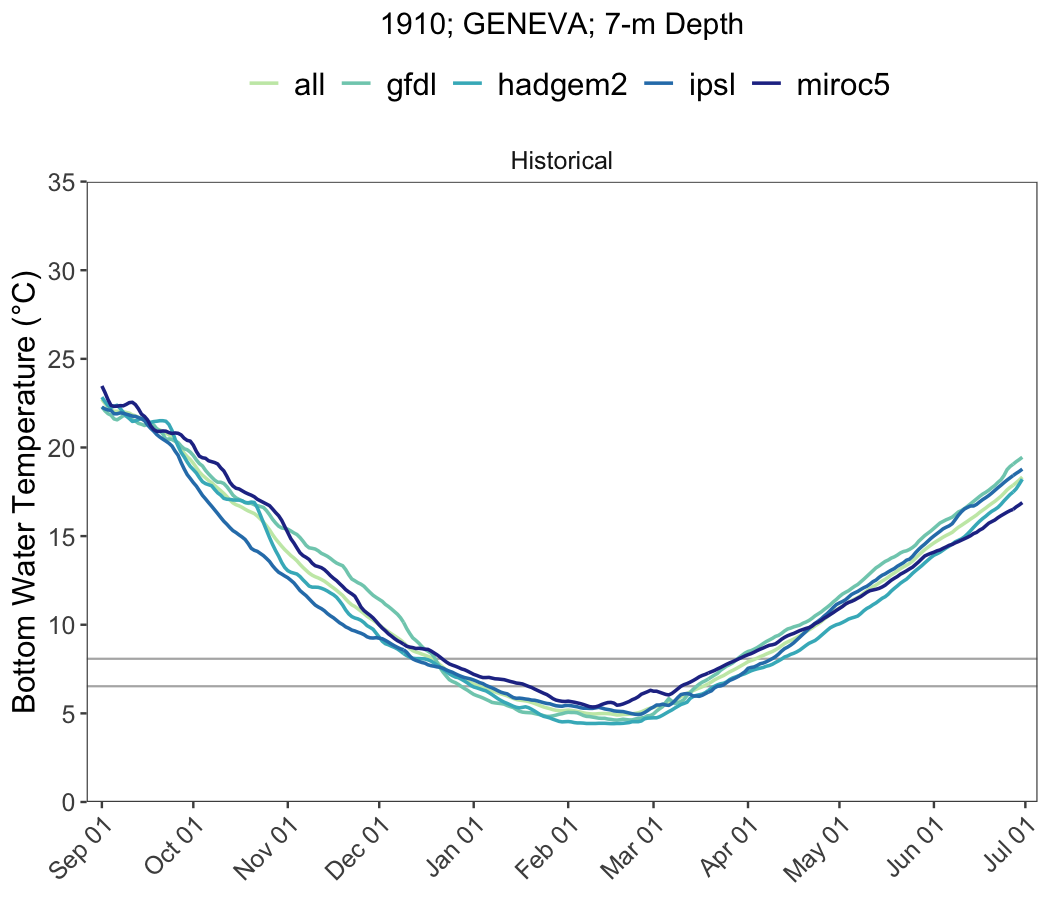 1910; GENEVA; 7-m Depth
all gfdl hadgem2 ipsl miroc5
Historical
Bottom Water Temperature (°C)
35
30
25
20
15
10
5
0
Sep 01 Oct 01 Nov 01 Dec 01 Jan 01 Feb 01 Mar 01 Apr 01 May 01 Jun 01 Jul 01